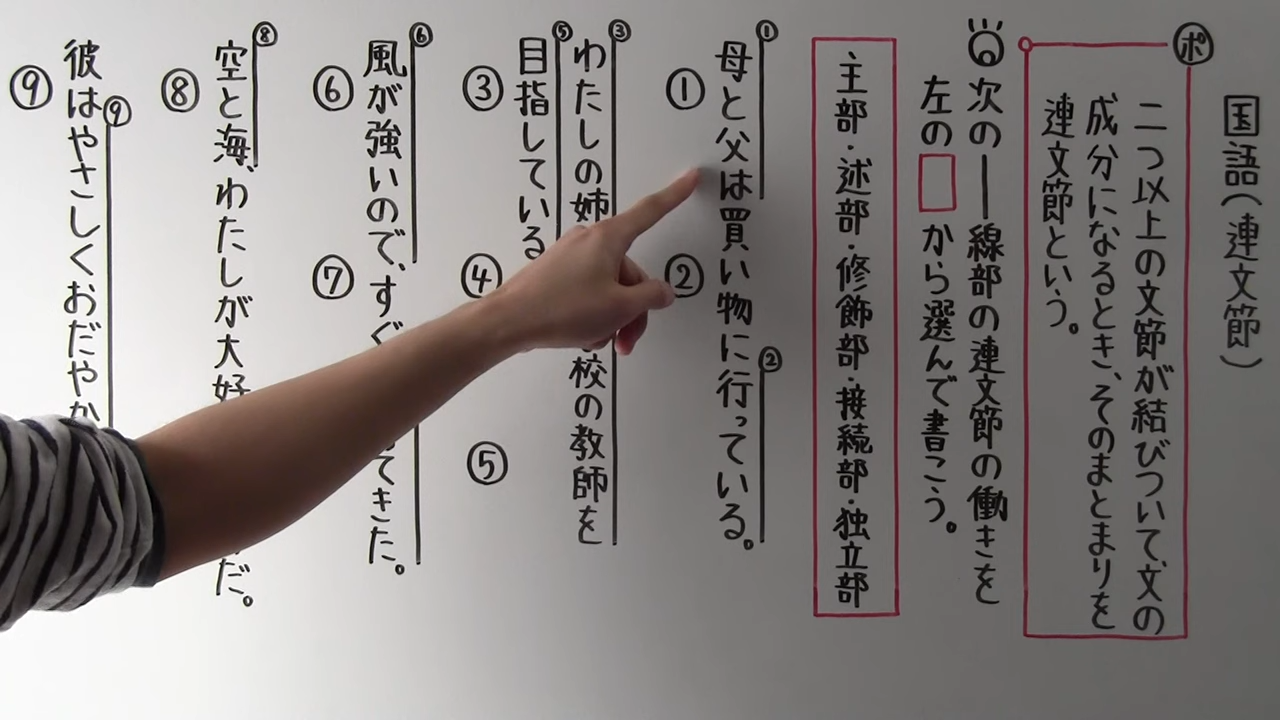 国語(連文節)
ポ
二つ以上の文節が結びついて、文の
成分になるとき、そのまとまりを
連文節という。
次の━線部の連文節の働きを
左の□から選んで書こう。
主部・述部・修飾部・接続部・独立部
① ②
母と父は買い物に行っている。
① ②
③
わたしの姉 校の教師を
⑤
目指している
③ ④ ⑤
⑥
風が強いので、すぐ てきた。
⑥ ⑦
⑧
空と海、わたしが大好 だ。
⑧
⑨
彼はやさしくおだやか
⑨